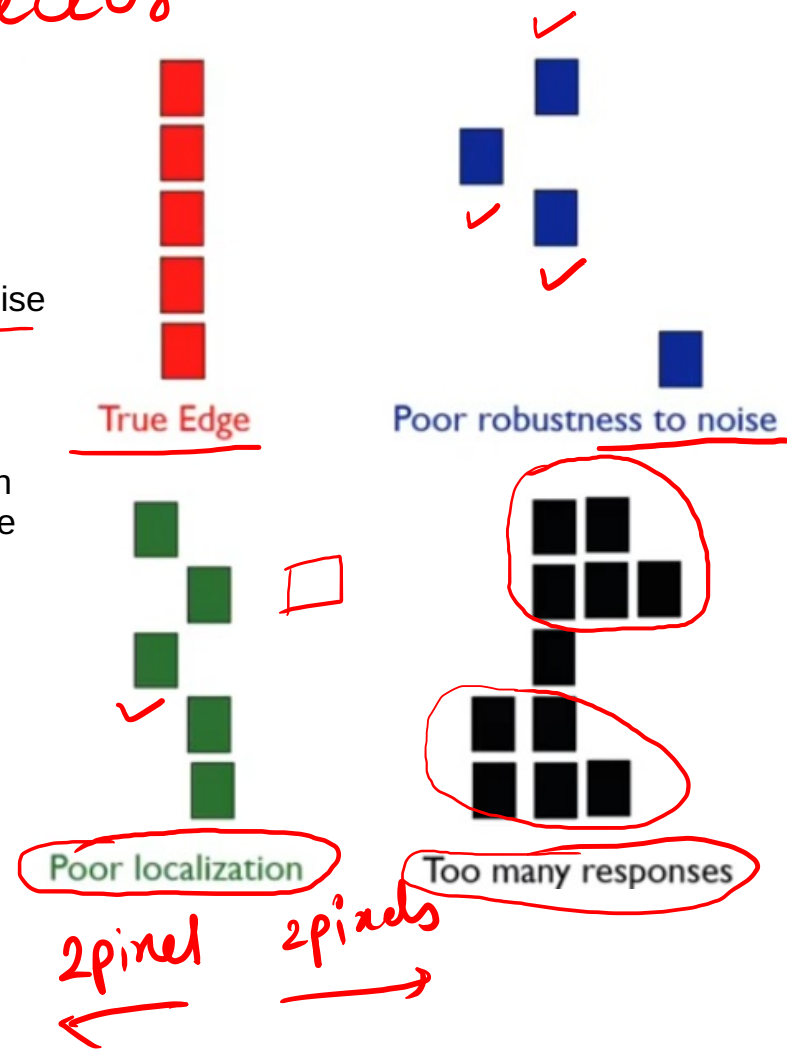 ise
True Edge
Poor robustness to noise
n
e
Poor localization
Too many responses
2pixel
2pixels